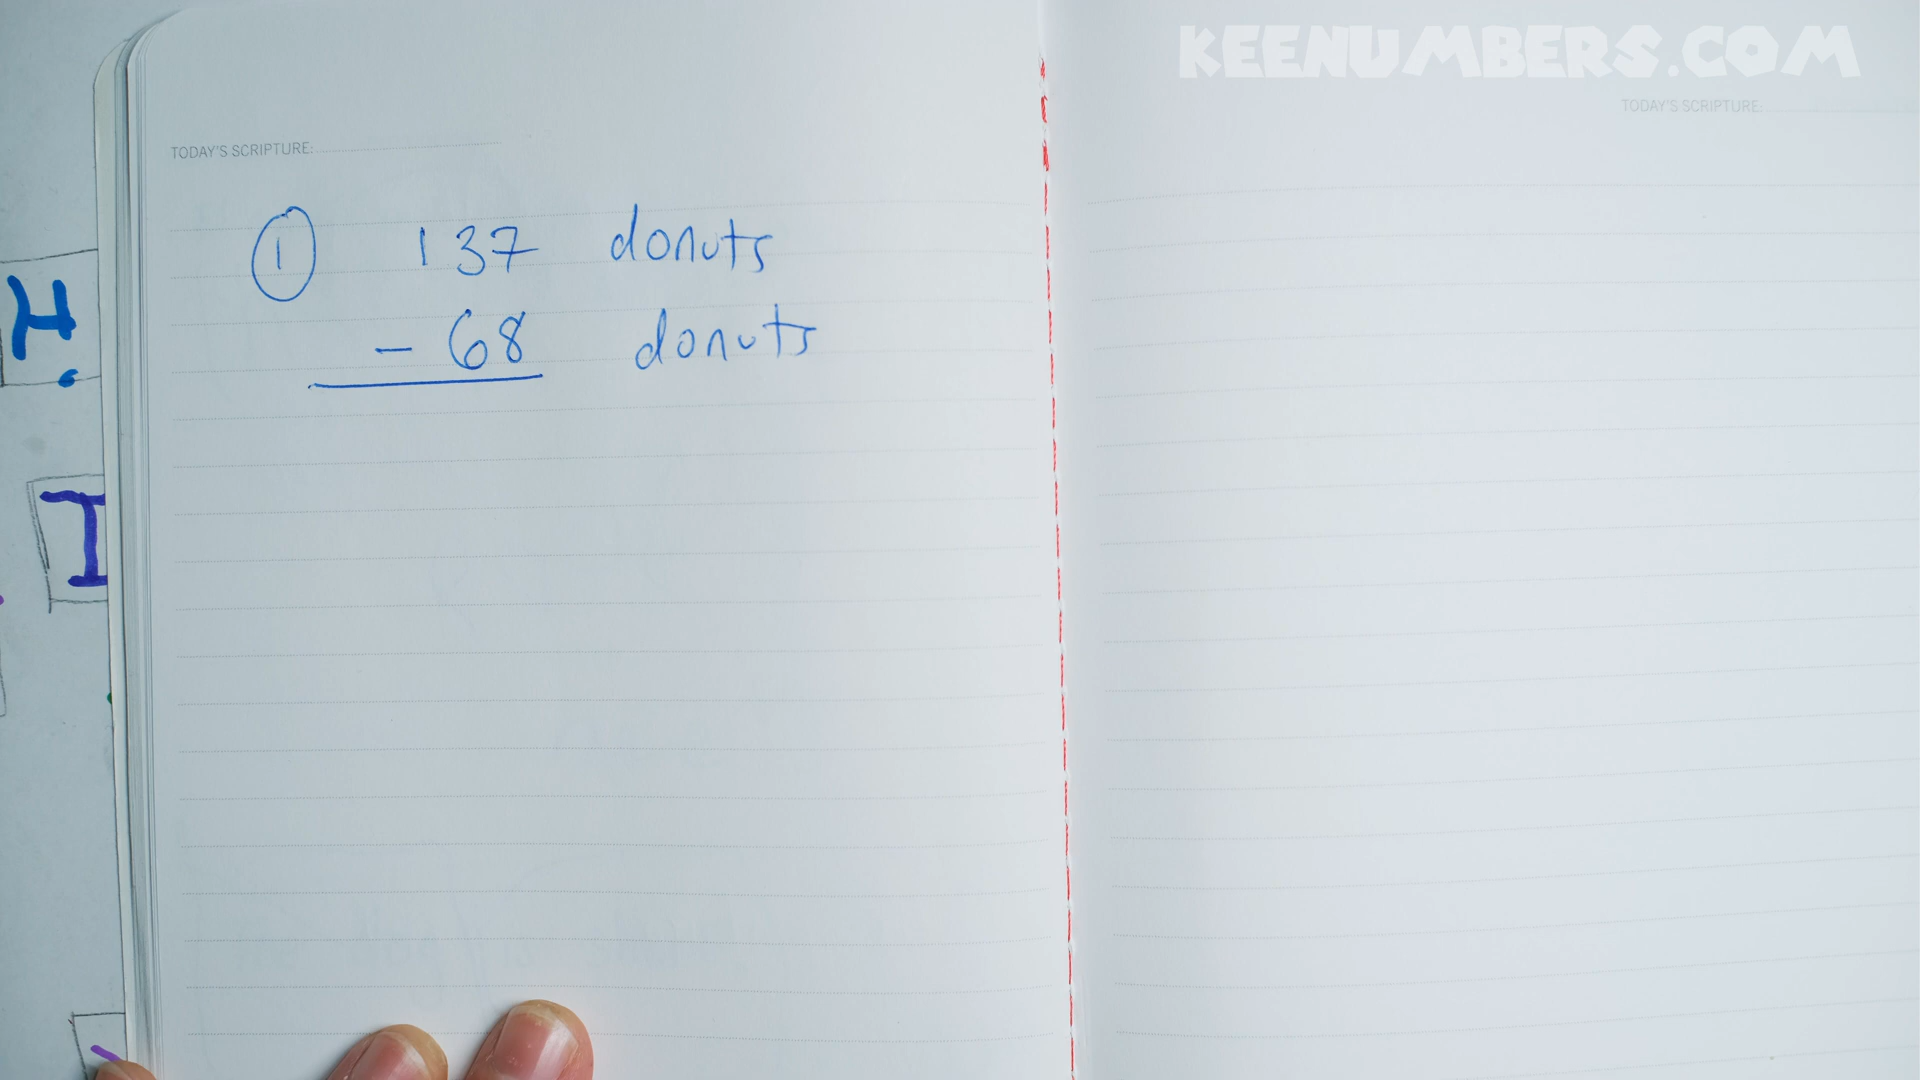 KEENUMBERS.COM
TODAY'S SCRIPTURE:
TODAY'S SCRIPTURE:
1 137 donuts
- 68 donuts
I